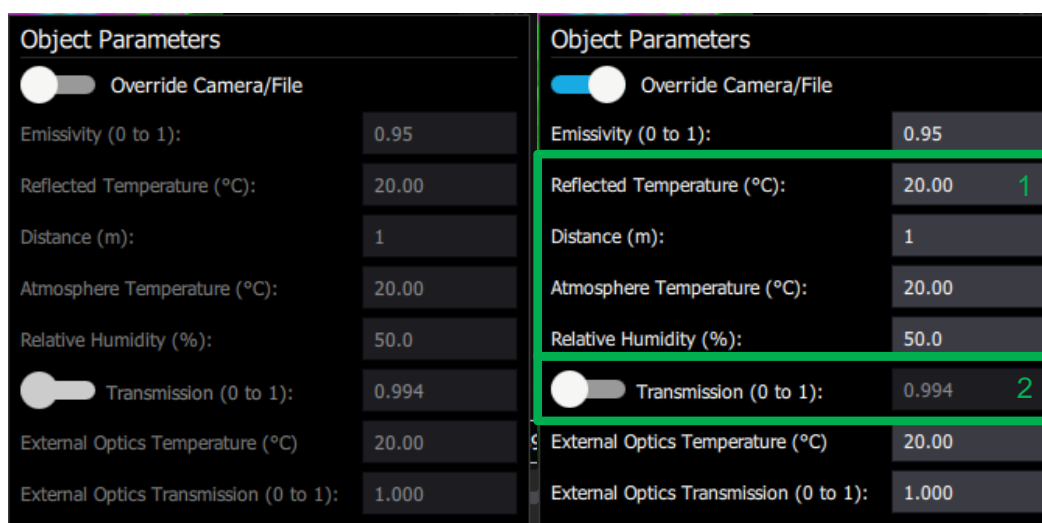 Object Parameters
Override Camera/File
Emissivity (0 to 1): 0.95
Reflected Temperature (°C): 20.00
Distance (m): 1
Atmosphere Temperature (°C): 20.00
Relative Humidity (%): 50.0
Transmission (0 to 1): 0.994
External Optics Temperature (°C) 20.00
External Optics Transmission (0 to 1): 1.000
Object Parameters
Override Camera/File
Emissivity (0 to 1): 0.95
Reflected Temperature (°C): 20.00 1
Distance (m): 1
Atmosphere Temperature (°C): 20.00
Relative Humidity (%): 50.0
Transmission (0 to 1): 0.994 2
External Optics Temperature (°C) 20.00
External Optics Transmission (0 to 1): 1.000